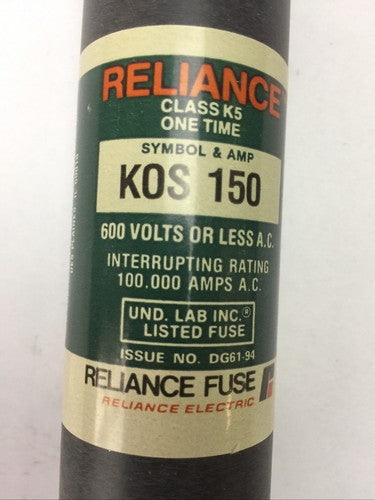 RELIANCE
CLASS K5
ONE TIME
SYMBOL & AMP
KOS 150
600 VOLTS OR LESS A.C.
INTERRUPTING RATING
100.000 AMPS A.C.
UND. LAB INC.®
LISTED FUSE
ISSUE NO. DG61-94
RELIANCE FUSE
RELIANCE ELECTRIC